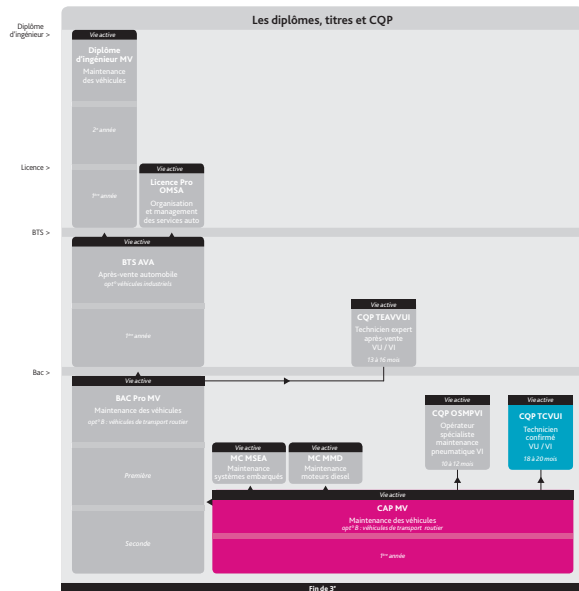 Les diplômes, titres et CQP
Diplôme
d'ingénieur >
Vie active
Diplôme
d'ingénieur MV
Maintenance
des véhicules
2e année
1ère année
Licence >
Vie active
Licence Pro
OMSA
Organisation
et management
des services auto
BTS >
Vie active
BTS AVA
Après-vente automobile
opt° véhicules industriels
1ère année
Vie active
CQP TEAVVUI
Technicien expert
après-vente
VU / VI
13 à 16 mois
Bac >
Vie active
BAC Pro MV
Maintenance des véhicules
opt° B : véhicules de transport routier
Première
Seconde
Vie active
MC MSEA
Maintenance
systèmes embarqués
Vie active
MC MMD
Maintenance
moteurs diesel
Vie active
CQP OSMPVI
Opérateur
spécialiste
maintenance
pneumatique VI
10 à 12 mois
Vie active
CQP TCVUI
Technicien
confirmé
VU / VI
18 à 20 mois
Vie active
CAP MV
Maintenance des véhicules
opt° B : véhicules de transport routier
1ère année
Fin de 3e